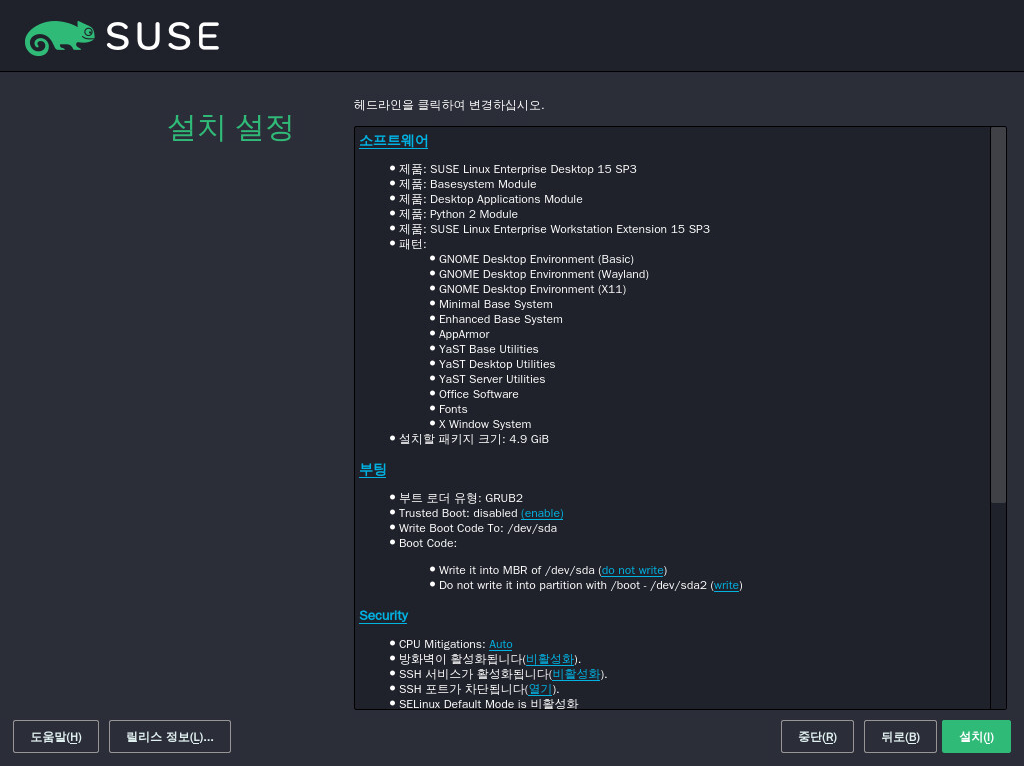 SUSE
설치 설정
헤드라인을 클릭하여 변경하십시오.
소프트웨어
제품: SUSE Linux Enterprise Desktop 15 SP3
제품: Basesystem Module
제품: Desktop Applications Module
제품: Python 2 Module
제품: SUSE Linux Enterprise Workstation Extension 15 SP3
패턴:
GNOME Desktop Environment (Basic)
GNOME Desktop Environment (Wayland)
GNOME Desktop Environment (X11)
Minimal Base System
Enhanced Base System
AppArmor
YaST Base Utilities
YaST Desktop Utilities
YaST Server Utilities
Office Software
Fonts
X Window System
설치할 패키지 크기: 4.9 GiB
부팅
부트 로더 유형: GRUB2
Trusted Boot: disabled (enable)
Write Boot Code To: /dev/sda
Boot Code:
Write it into MBR of /dev/sda (do not write)
Do not write it into partition with /boot - /dev/sda2 (write)
Security
CPU Mitigations: Auto
방화벽이 활성화됩니다(비활성화).
SSH 서비스가 활성화됩니다(비활성화).
SSH 포트가 차단됩니다(열기).
SELinux Default Mode is 비활성화
도움말(H) 릴리스 정보(L)... 중단(R) 뒤로(B) 설치(I)